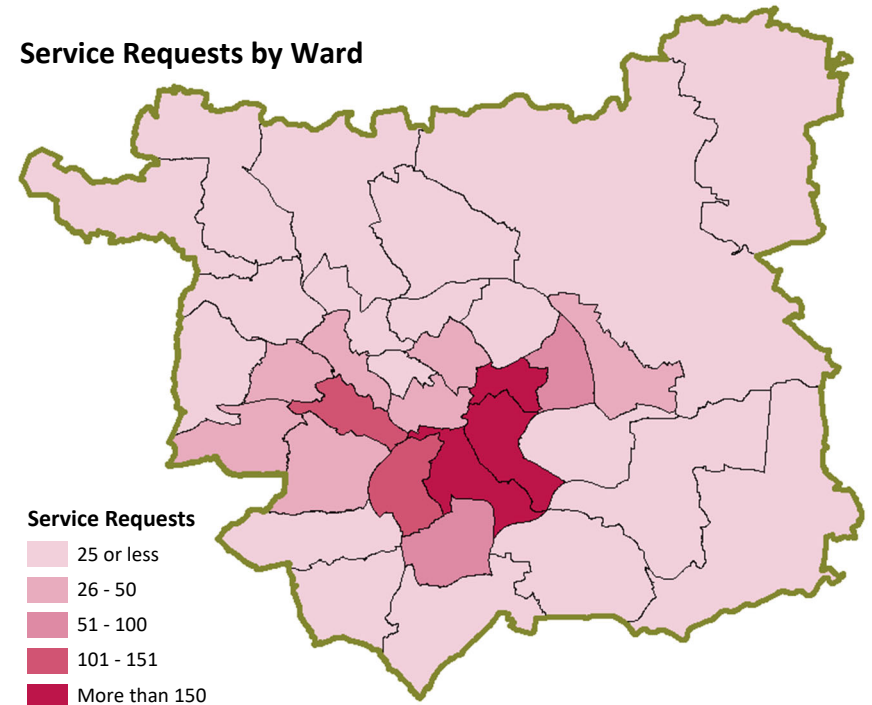 Service Requests by Ward
Service Requests
25 or less
26 - 50
51 - 100
101 - 151
More than 150